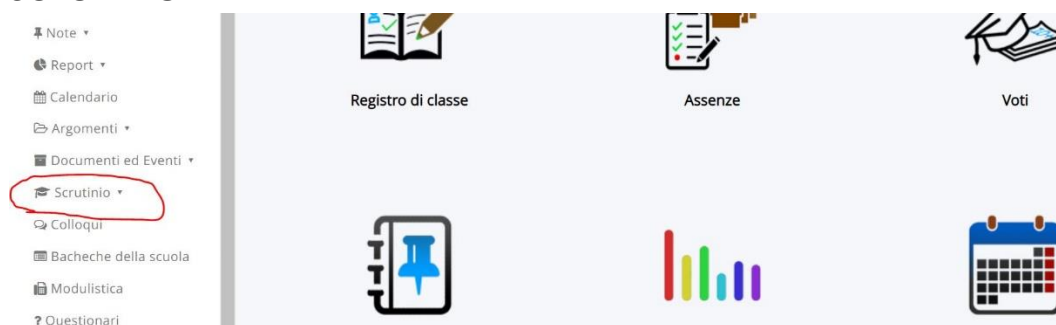 Note
Report
Calendario
Argomenti
Documenti ed Eventi
Scrutinio
Colloqui
Bacheche della scuola
Modulistica
? Questionari
Registro di classe
Assenze
Voti